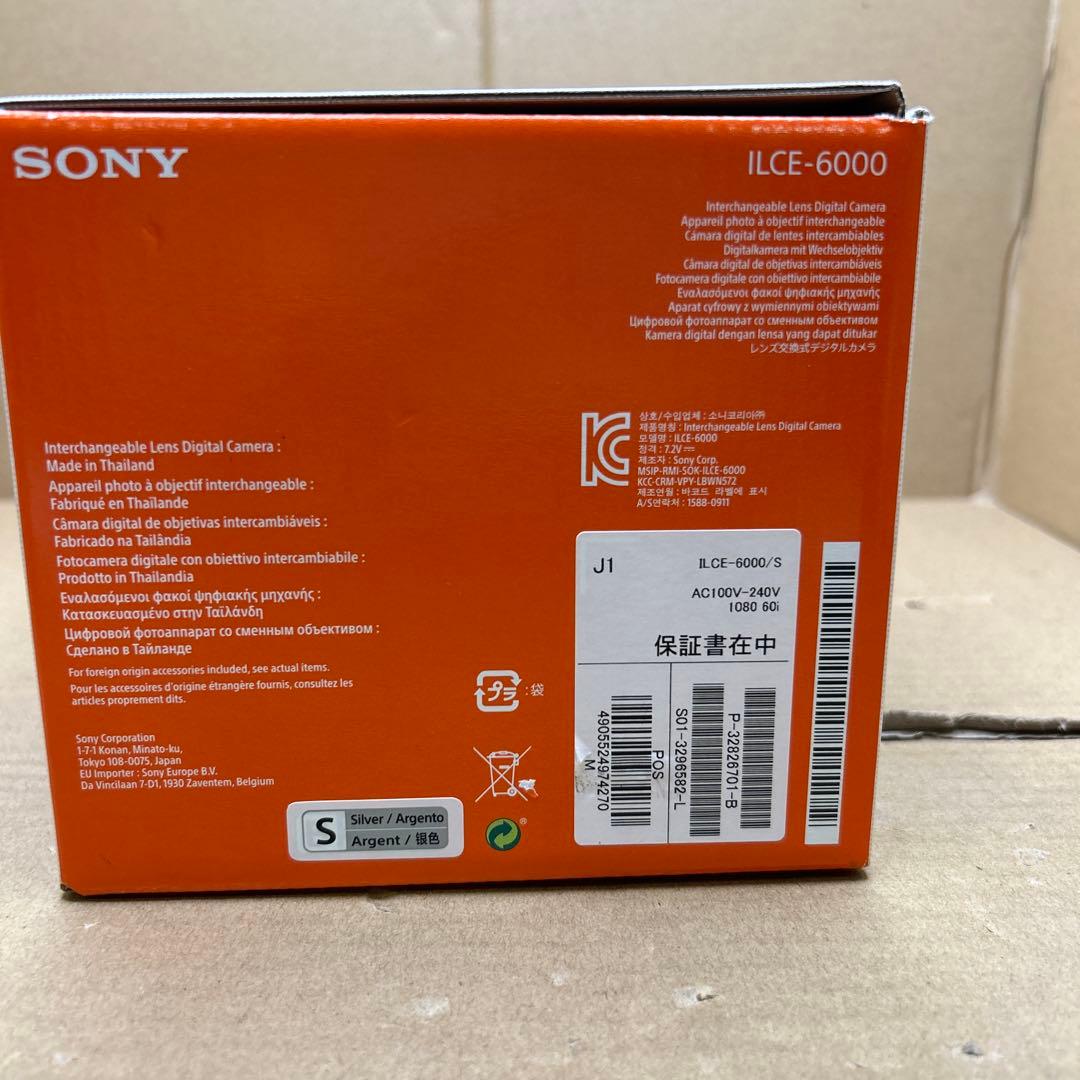 SONY
ILCE-6000
Interchangeable Lens Digital Camera
Appareil photo à objectif interchangeable
Cámara digital de lentes intercambiables
Digitalkamera mit Wechselobjektiv
Câmara digital de objetivas intercambiáveis
Fotocamera digitale con obiettivo intercambiabile
Εναλασόμενοι φακοί ψηφιακής μηχανής
Aparat cyfrowy z wymiennymi obiektywami
Цифровой фотоаппарат со сменным объективом
Kamera digital dengan lensa yang dapat ditukar
レンズ交換式デジタルカメラ
상호/수입업체 : 소니코리아㈜
제품명칭 : Interchangeable Lens Digital Camera
모델명 : ILCE-6000
정격 : 7.2V⎓
제조자 : Sony Corp.
MSIP-RMI-SOK-ILCE-6000
KCC-CRM-VPY-LBWN572
제조연월 : 바코드 라벨에 표시
A/S연락처 : 1588-0911
Interchangeable Lens Digital Camera :
Made in Thailand
Appareil photo à objectif interchangeable :
Fabriqué en Thaïlande
Câmara digital de objetivas intercambiáveis :
Fabricado na Tailândia
Fotocamera digitale con obiettivo intercambiabile :
Prodotto in Thailandia
Εναλασόμενοι φακοί ψηφιακής μηχανής :
Κατασκευασμένο στην Ταϊλάνδη
Цифровой фотоаппарат со сменным объективом :
Сделано в Тайланде
For foreign origin accessories included, see actual items.
Pour les accessoires d'origine étrangère fournis, consultez les
articles proprement dits.
Sony Corporation
1-7-1 Konan, Minato-ku,
Tokyo 108-0075, Japan
EU Importer : Sony Europe B.V.
Da Vincilaan 7-D1, 1930 Zaventem, Belgium
S
Silver / Argento
Argent / 银色
プラ :袋
®
J1
ILCE-6000/S
AC100V-240V
1080 60i
保証書在中
4905524974270
M
POS
S01-3296582-L
P-32826701-B